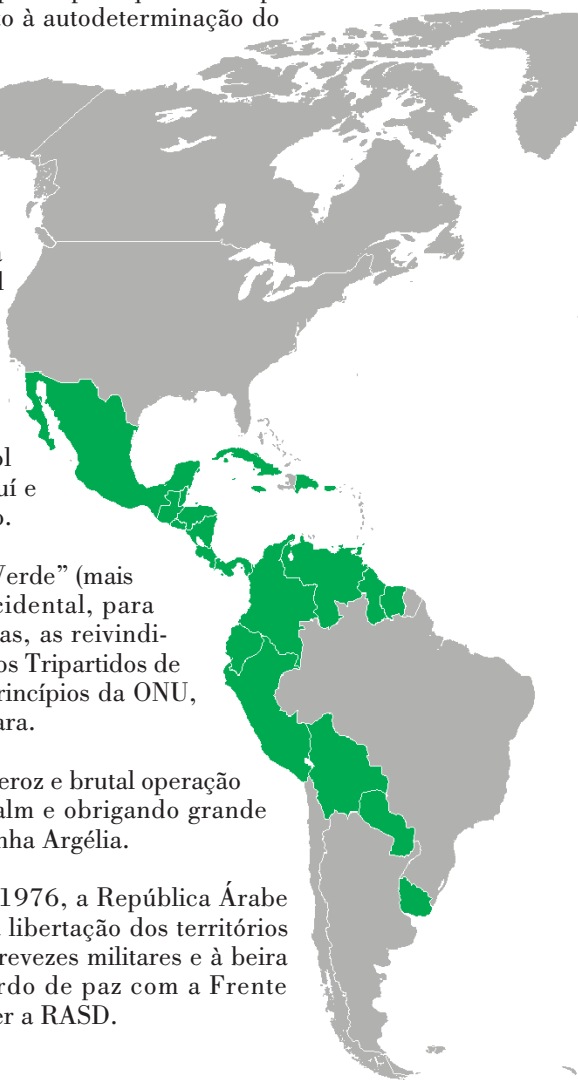 to à autodeterminação do
ol
uí e
o.
Verde” (mais
cidental, para
as, as reivindi-
os Tripartidos de
rincípios da ONU,
ara.
eroz e brutal operação
alm e obrigando grande
nha Argélia.
1976, a República Árabe
a libertação dos territórios
revezes militares e à beira
rdo de paz com a Frente
er a RASD.